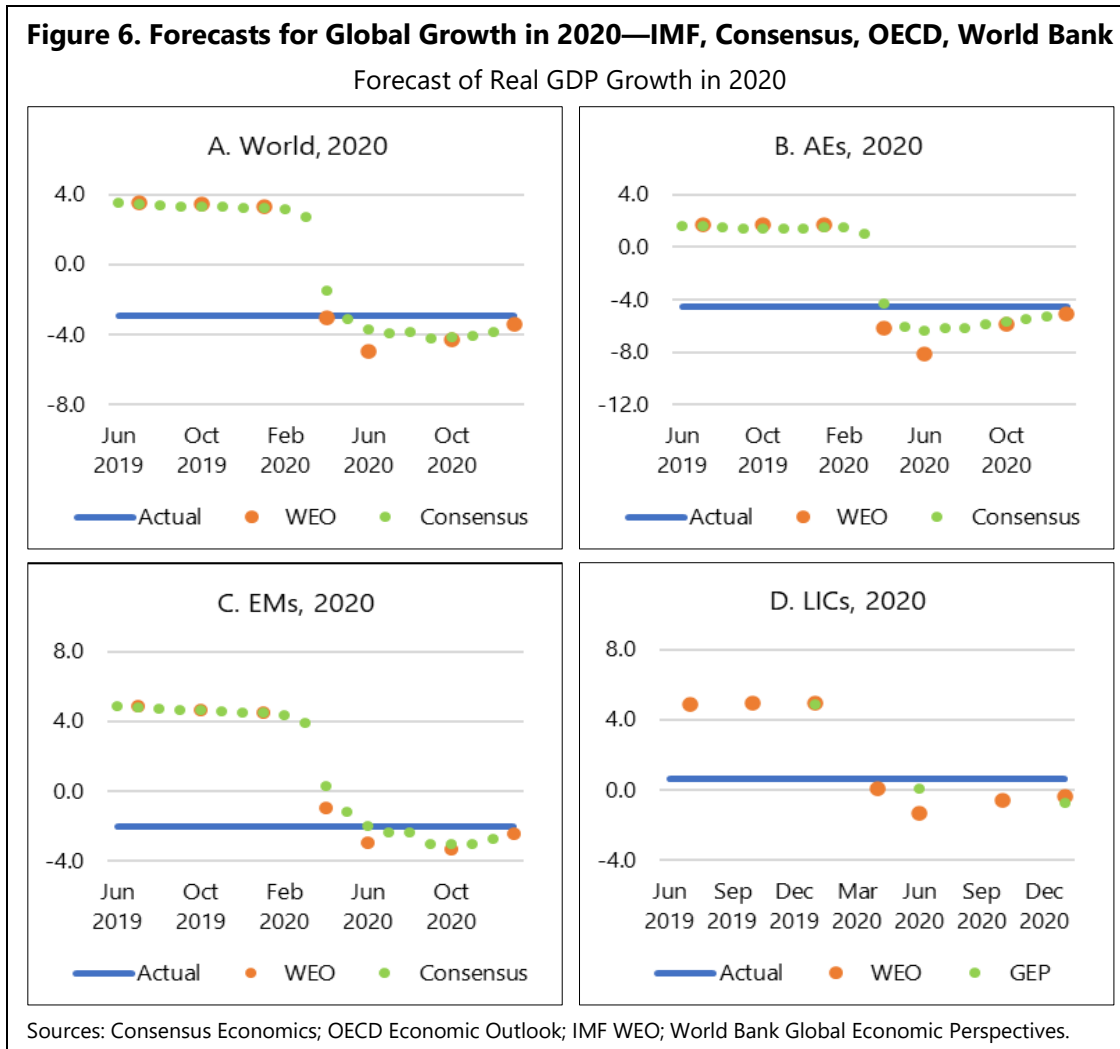 Figure 6. Forecasts for Global Growth in 2020—IMF, Consensus, OECD, World Bank
Forecast of Real GDP Growth in 2020
A. World, 2020
4.0
0.0
-4.0
-8.0
Jun Oct Feb Jun Oct
2019 2019 2020 2020 2020
Actual WEO Consensus
B. AEs, 2020
4.0
0.0
-4.0
-8.0
-12.0
Jun Oct Feb Jun Oct
2019 2019 2020 2020 2020
Actual WEO Consensus
C. EMs, 2020
8.0
4.0
0.0
-4.0
Jun Oct Feb Jun Oct
2019 2019 2020 2020 2020
Actual WEO Consensus
D. LICs, 2020
8.0
4.0
0.0
-4.0
Jun Sep Dec Mar Jun Sep Dec
2019 2019 2019 2020 2020 2020 2020
Actual WEO GEP
Sources: Consensus Economics; OECD Economic Outlook; IMF WEO; World Bank Global Economic Perspectives.